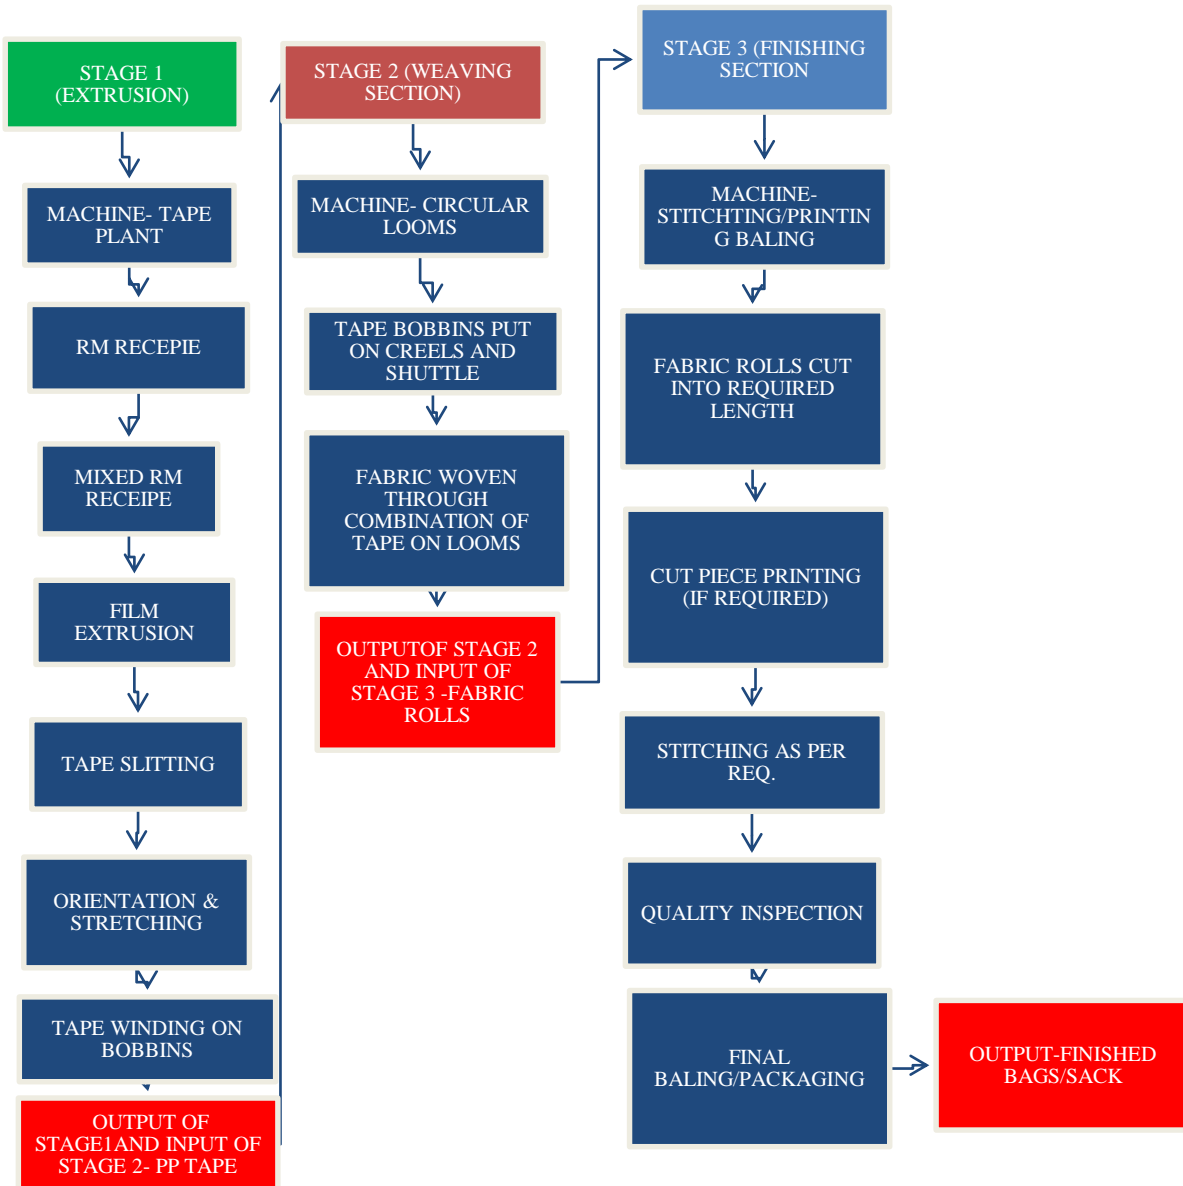 STAGE 1
(EXTRUSION)
MACHINE- TAPE
PLANT
RM RECEPIE
MIXED RM
RECEIPE
FILM
EXTRUSION
TAPE SLITTING
ORIENTATION &
STRETCHING
TAPE WINDING ON
BOBBINS
OUTPUT OF
STAGE1AND INPUT OF
STAGE 2- PP TAPE
STAGE 2 (WEAVING
SECTION)
MACHINE- CIRCULAR
LOOMS
TAPE BOBBINS PUT
ON CREELS AND
SHUTTLE
FABRIC WOVEN
THROUGH
COMBINATION OF
TAPE ON LOOMS
OUTPUTOF STAGE 2
AND INPUT OF
STAGE 3 -FABRIC
ROLLS
STAGE 3 (FINISHING
SECTION
MACHINE-
STITCHTING/PRINTIN
G BALING
FABRIC ROLLS CUT
INTO REQUIRED
LENGTH
CUT PIECE PRINTING
(IF REQUIRED)
STITCHING AS PER
REQ.
QUALITY INSPECTION
FINAL
BALING/PACKAGING
OUTPUT-FINISHED
BAGS/SACK